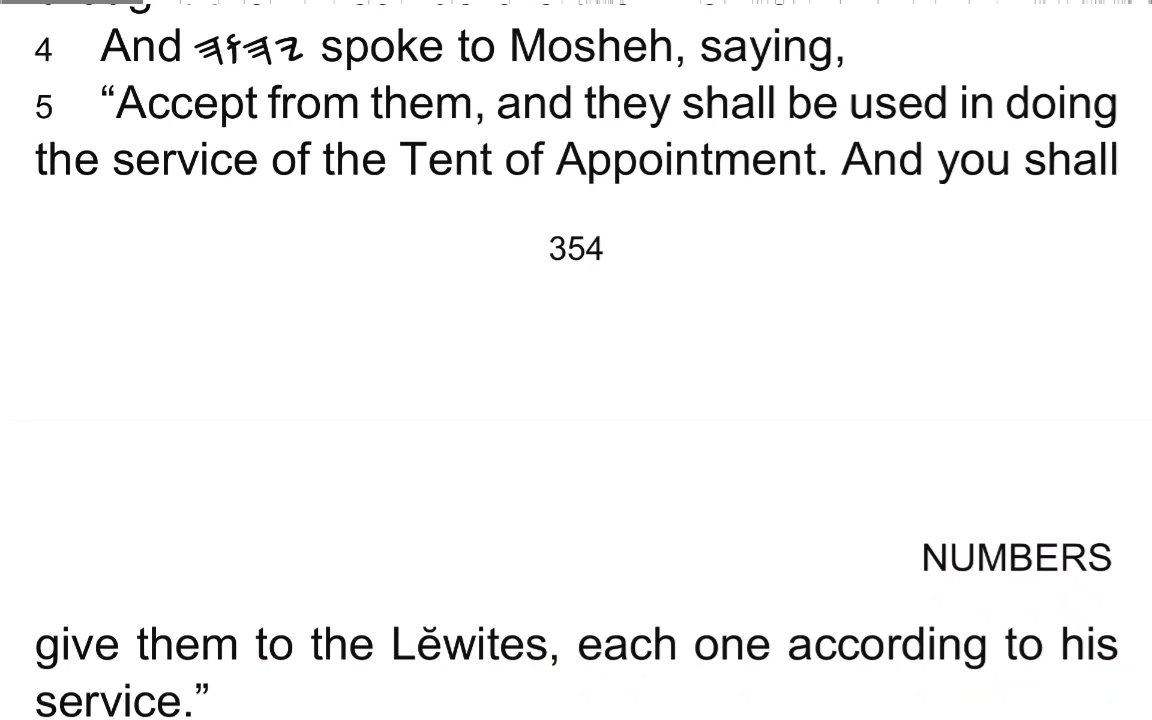 4 And 𐤉𐤄𐤅𐤄 spoke to Mosheh, saying,
5 “Accept from them, and they shall be used in doing
the service of the Tent of Appointment. And you shall
354
NUMBERS
give them to the Lĕwites, each one according to his
service.”